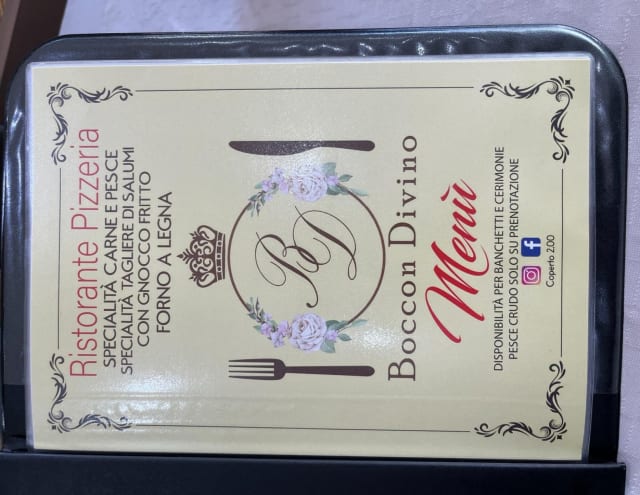 Ristorante Pizzeria
SPECIALITÀ CARNE E PESCE
SPECIALITÀ TAGLIERE DI SALUMI
CON GNOCCO FRITTO
FORNO A LEGNA
BD
Boccon Divino
Menù
DISPONIBILITÀ PER BANCHETTI E CERIMONIE
PESCE CRUDO SOLO SU PRENOTAZIONE
Coperto 2.00